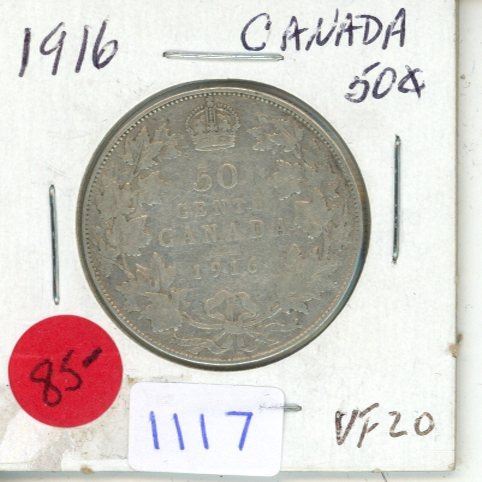 1916 CANADA
50¢
50
CENTS
CANADA
1916
85-
1117
VF20